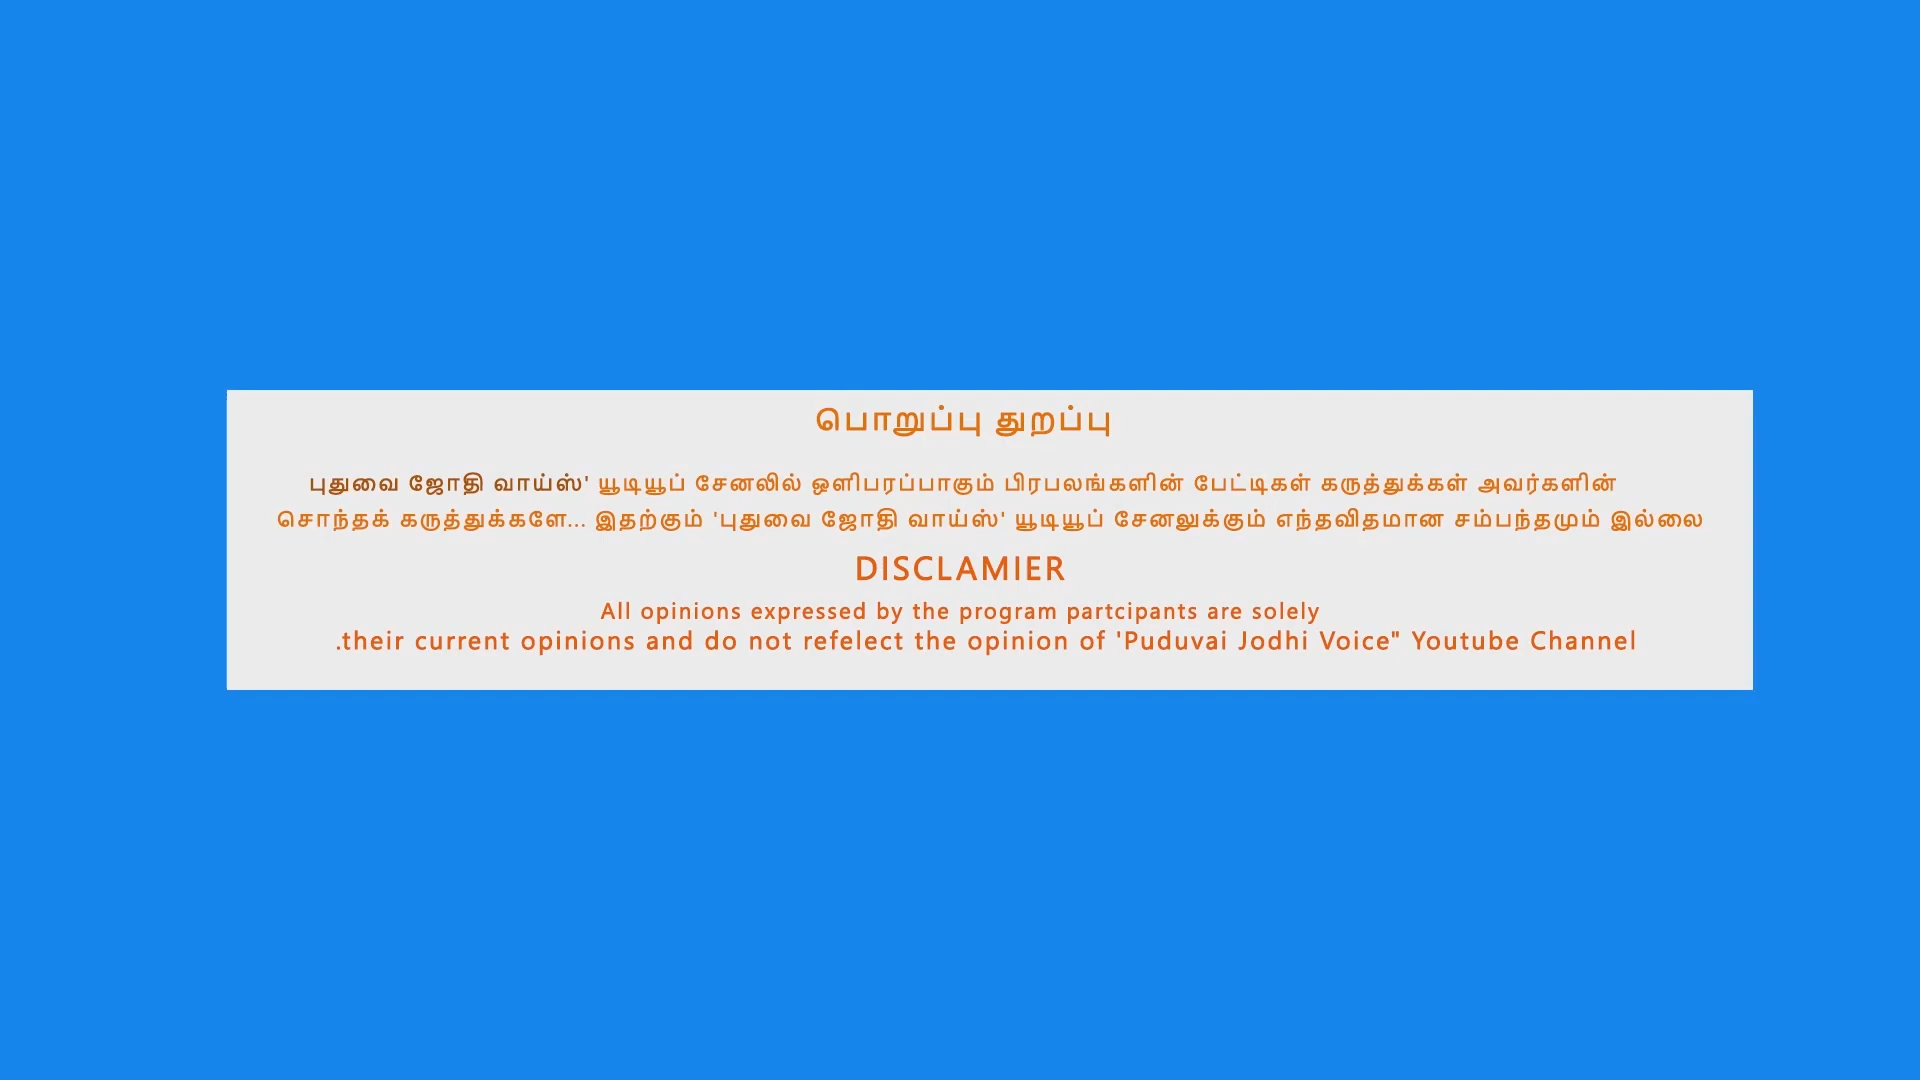 பொறுப்பு துறப்பு
புதுவை ஜோதி வாய்ஸ்' யூடியூப் சேனலில் ஒளிபரப்பாகும் பிரபலங்களின் பேட்டிகள் கருத்துக்கள் அவர்களின்
சொந்தக் கருத்துக்களே... இதற்கும் 'புதுவை ஜோதி வாய்ஸ்' யூடியூப் சேனலுக்கும் எந்தவிதமான சம்பந்தமும் இல்லை
DISCLAMIER
All opinions expressed by the program partcipants are solely
.their current opinions and do not refelect the opinion of 'Puduvai Jodhi Voice" Youtube Channel